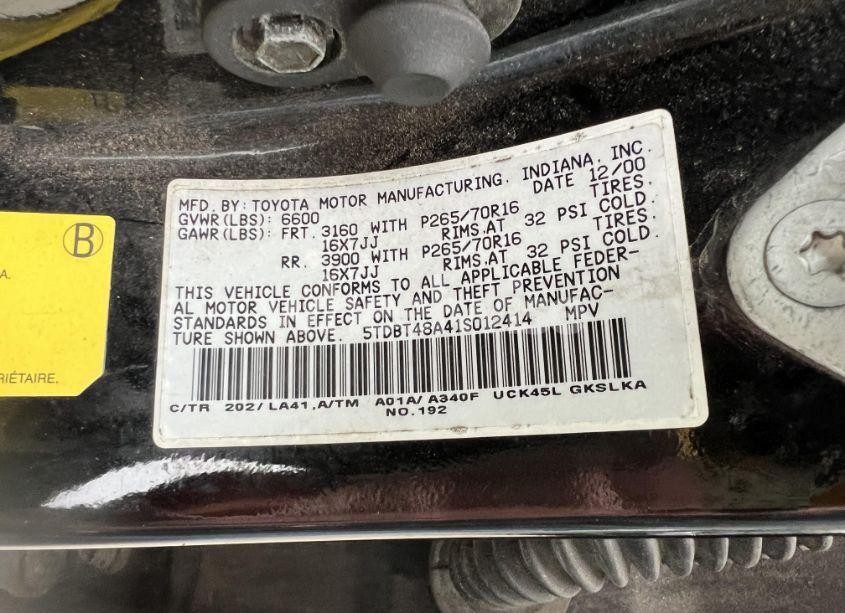 MFD. BY: TOYOTA MOTOR MANUFACTURING, INDIANA, INC.
GVWR(LBS): 6600 DATE 12/00
GAWR(LBS): FRT. 3160 WITH P265/70R16 TIRES.
16X7JJ RIMS.AT 32 PSI COLD.
RR. 3900 WITH P265/70R16 TIRES.
16X7JJ RIMS.AT 32 PSI COLD.
THIS VEHICLE CONFORMS TO ALL APPLICABLE FEDER-
AL MOTOR VEHICLE SAFETY AND THEFT PREVENTION
STANDARDS IN EFFECT ON THE DATE OF MANUFAC-
TURE SHOWN ABOVE. 5TDBT48A41S012414 MPV
C/TR 202/ LA41 ,A/TM A01A/ A340F UCK45L GKSLKA
NO.192
B
A.
RIÉTAIRE.